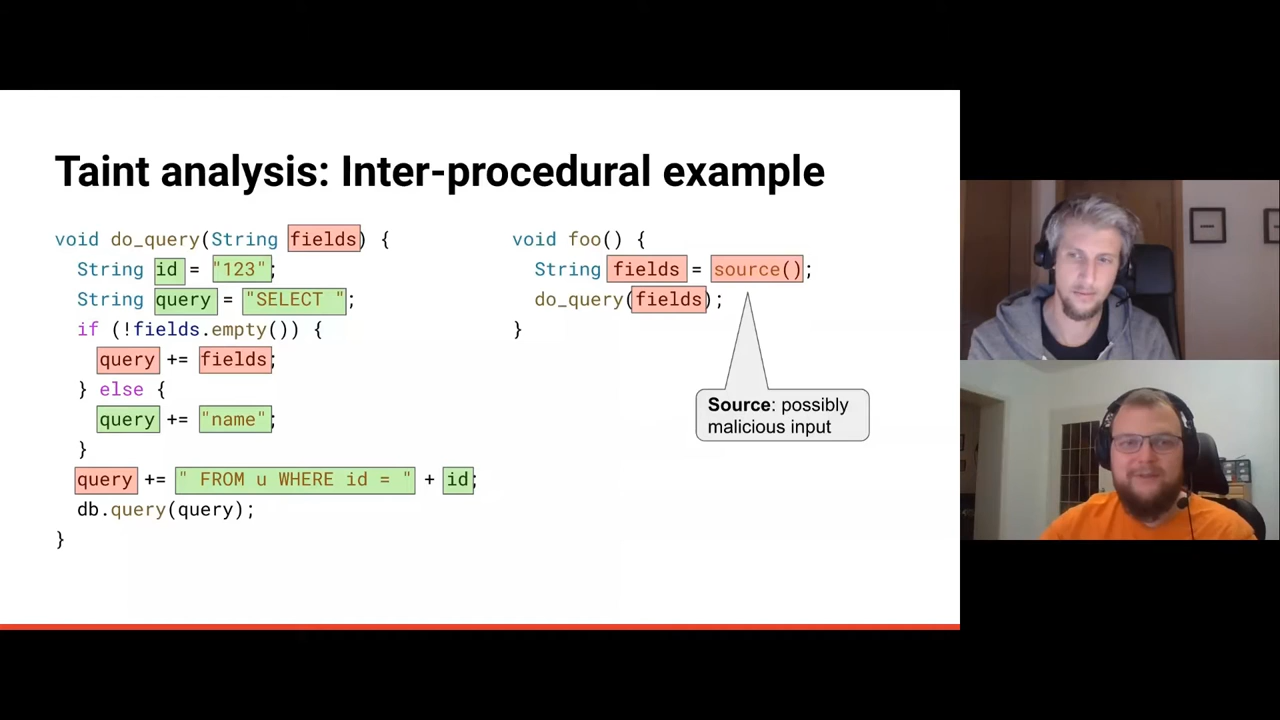 Taint analysis: Inter-procedural example
void do_query(String fields) {
String id = "123";
String query = "SELECT ";
if (!fields.empty()) {
query += fields;
} else {
query += "name";
}
query += " FROM u WHERE id = " + id;
db.query(query);
}
void foo() {
String fields = source();
do_query(fields);
}
Source: possibly
malicious input